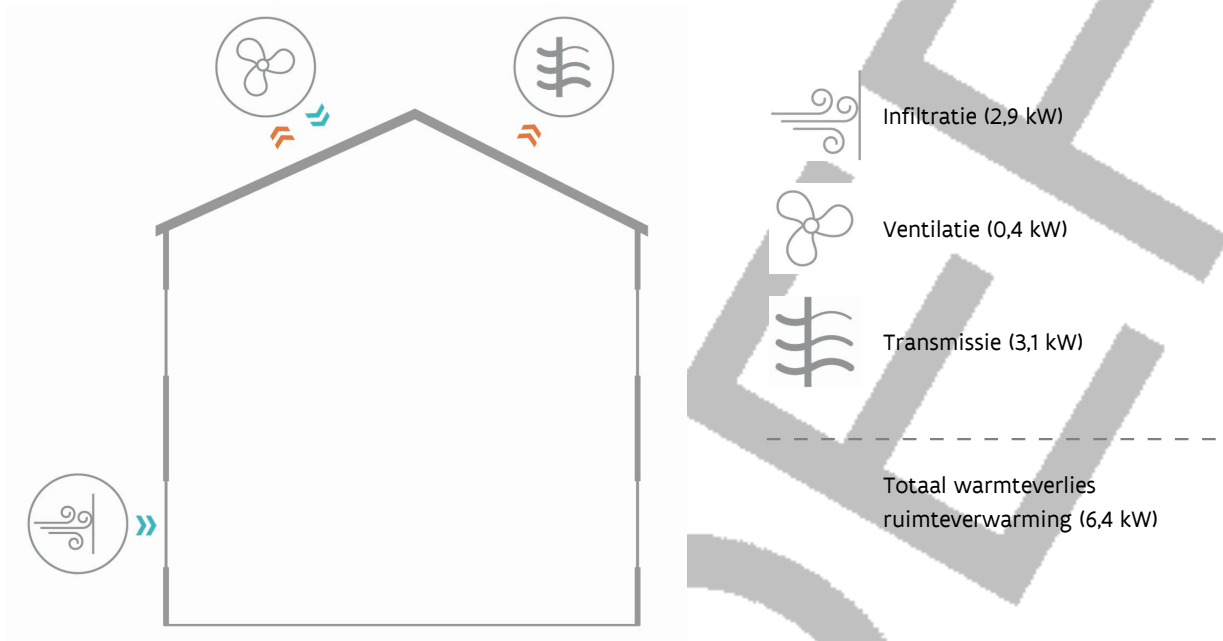 Infiltratie (2,9 kW)
Ventilatie (0,4 kW)
Transmissie (3,1 kW)
Totaal warmteverlies
ruimteverwarming (6,4 kW)